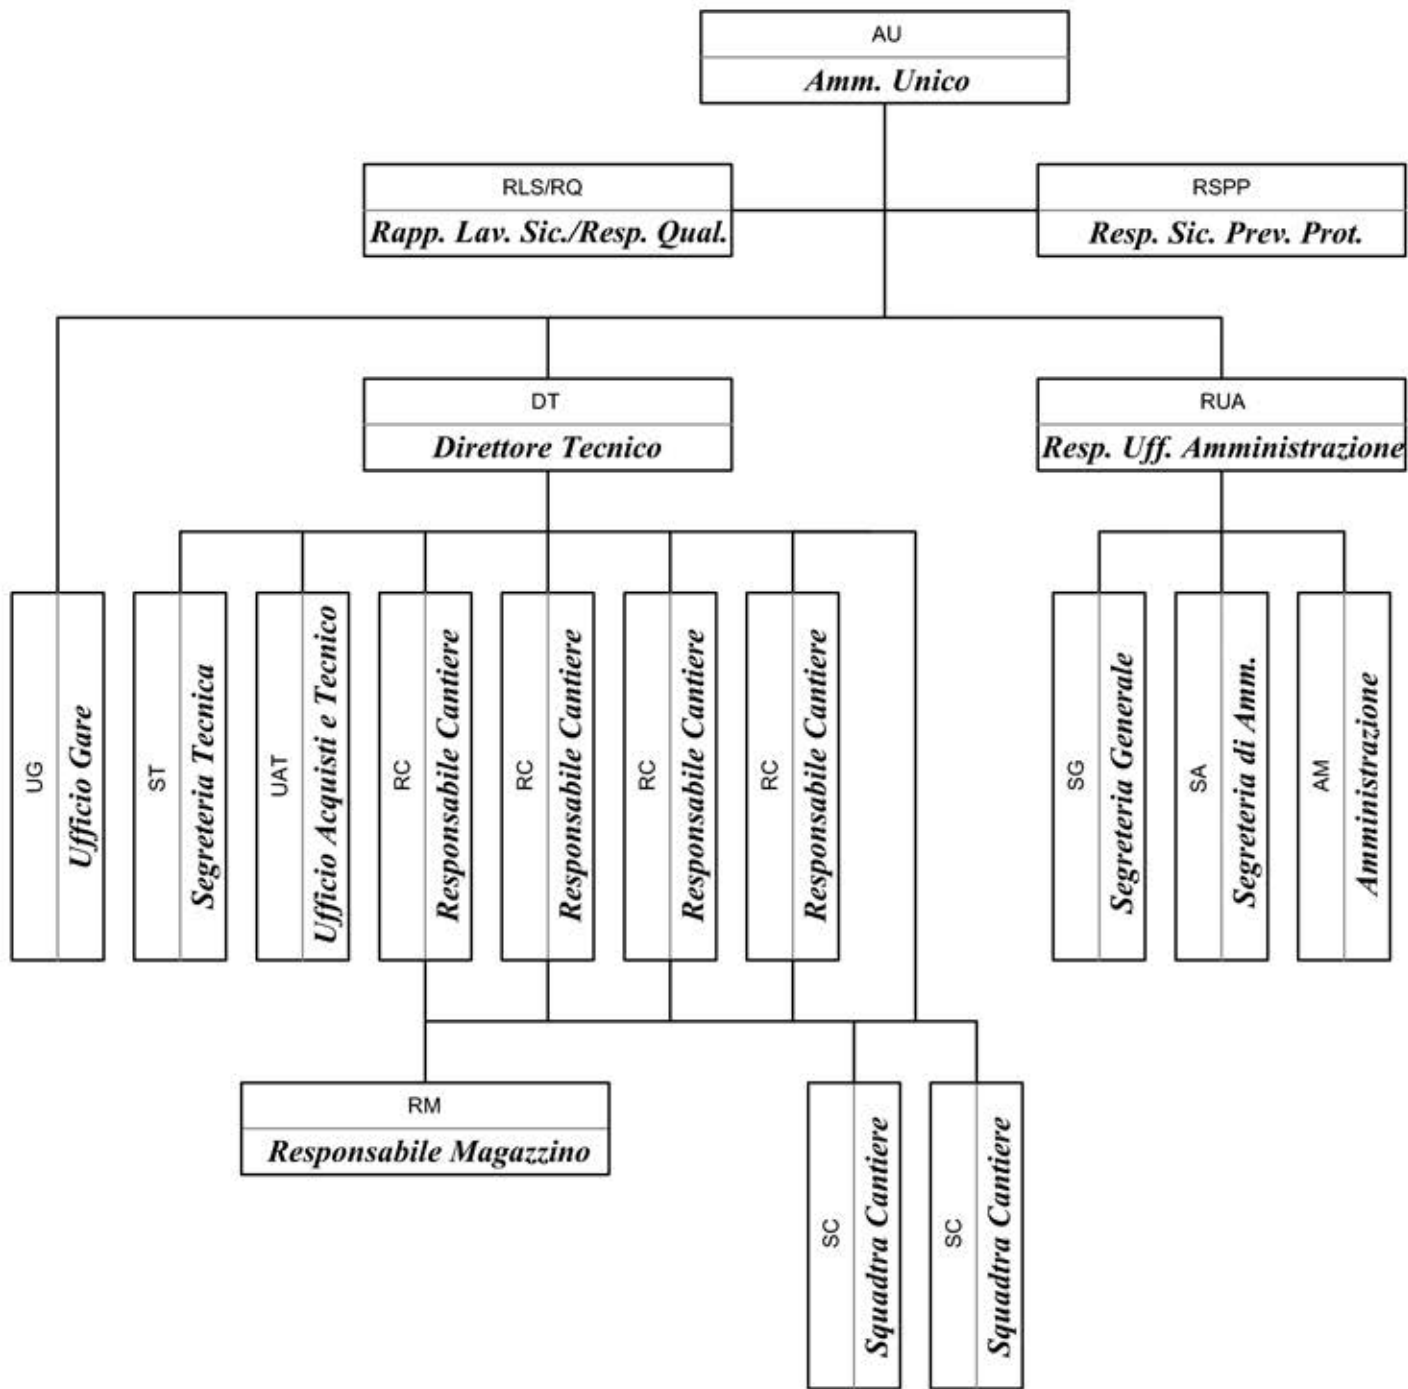 AU
Amm. Unico
RLS/RQ
Rapp. Lav. Sic./Resp. Qual.
RSPP
Resp. Sic. Prev. Prot.
DT
Direttore Tecnico
RUA
Resp. Uff. Amministrazione
UG
Ufficio Gare
ST
Segreteria Tecnica
UAT
Ufficio Acquisti e Tecnico
RC
Responsabile Cantiere
RC
Responsabile Cantiere
RC
Responsabile Cantiere
RC
Responsabile Cantiere
SG
Segreteria Generale
SA
Segreteria di Amm.
AM
Amministrazione
RM
Responsabile Magazzino
SC
Squadtra Cantiere
SC
Squadtra Cantiere